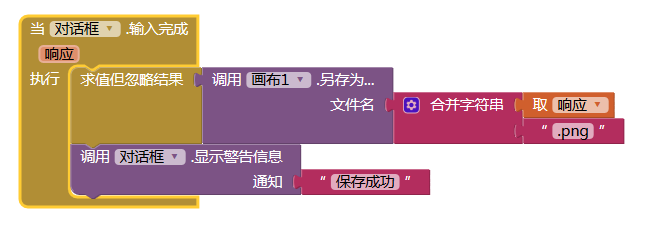 当 对话框 .输入完成
响应
执行 求值但忽略结果 调用 画布1 .另存为...
文件名 合并字符串 取 响应
“ .png ”
调用 对话框 .显示警告信息
通知 “ 保存成功 ”